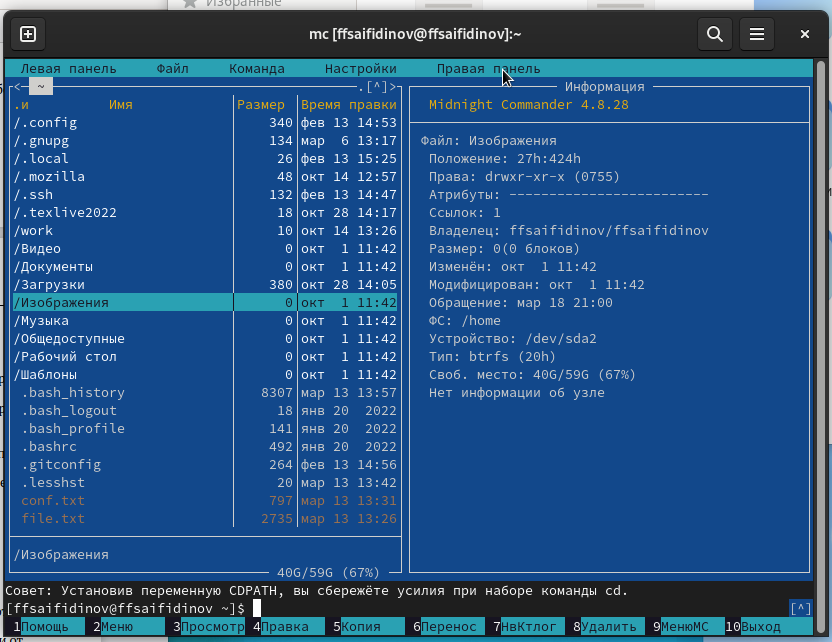 Избранные
mc [ffsaifidinov@ffsaifidinov]:~
Левая панель Файл Команда Настройки Правая панель
<─ ~ .[^]>
.и Имя Размер Время правки
/.config 340 фев 13 14:53
/.gnupg 134 мар  6 13:17
/.local 26 фев 13 15:25
/.mozilla 48 окт 14 12:57
/.ssh 132 фев 13 14:47
/.texlive2022 18 окт 28 14:17
/work 10 окт 14 13:26
/Видео 0 окт  1 11:42
/Документы 0 окт  1 11:42
/Загрузки 380 окт 28 14:05
/Изображения 0 окт  1 11:42
/Музыка 0 окт  1 11:42
/Общедоступные 0 окт  1 11:42
/Рабочий стол 0 окт  1 11:42
/Шаблоны 0 окт  1 11:42
.bash_history 8307 мар 13 13:57
.bash_logout 18 янв 20  2022
.bash_profile 141 янв 20  2022
.bashrc 492 янв 20  2022
.gitconfig 264 фев 13 14:56
.lesshst 20 мар 13 13:42
conf.txt 797 мар 13 13:31
file.txt 2735 мар 13 13:26
/Изображения
40G/59G (67%)
Информация
Midnight Commander 4.8.28
Файл: Изображения
Положение: 27h:424h
Права: drwxr-xr-x (0755)
Атрибуты: -------------------------
Ссылок: 1
Владелец: ffsaifidinov/ffsaifidinov
Размер: 0(0 блоков)
Изменён: окт  1 11:42
Модифицирован: окт  1 11:42
Обращение: мар 18 21:00
ФС: /home
Устройство: /dev/sda2
Тип: btrfs (20h)
Своб. место: 40G/59G (67%)
Нет информации об узле
Совет: Установив переменную CDPATH, вы сбережёте усилия при наборе команды cd.
[ffsaifidinov@ffsaifidinov ~]$ [^]
1Помощь 2Меню 3Просмотр 4Правка 5Копия 6Перенос 7НвКтлог 8Удалить 9МенюМС 10Выход